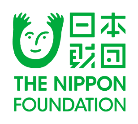 日本
財団
THE NIPPON
FOUNDATION